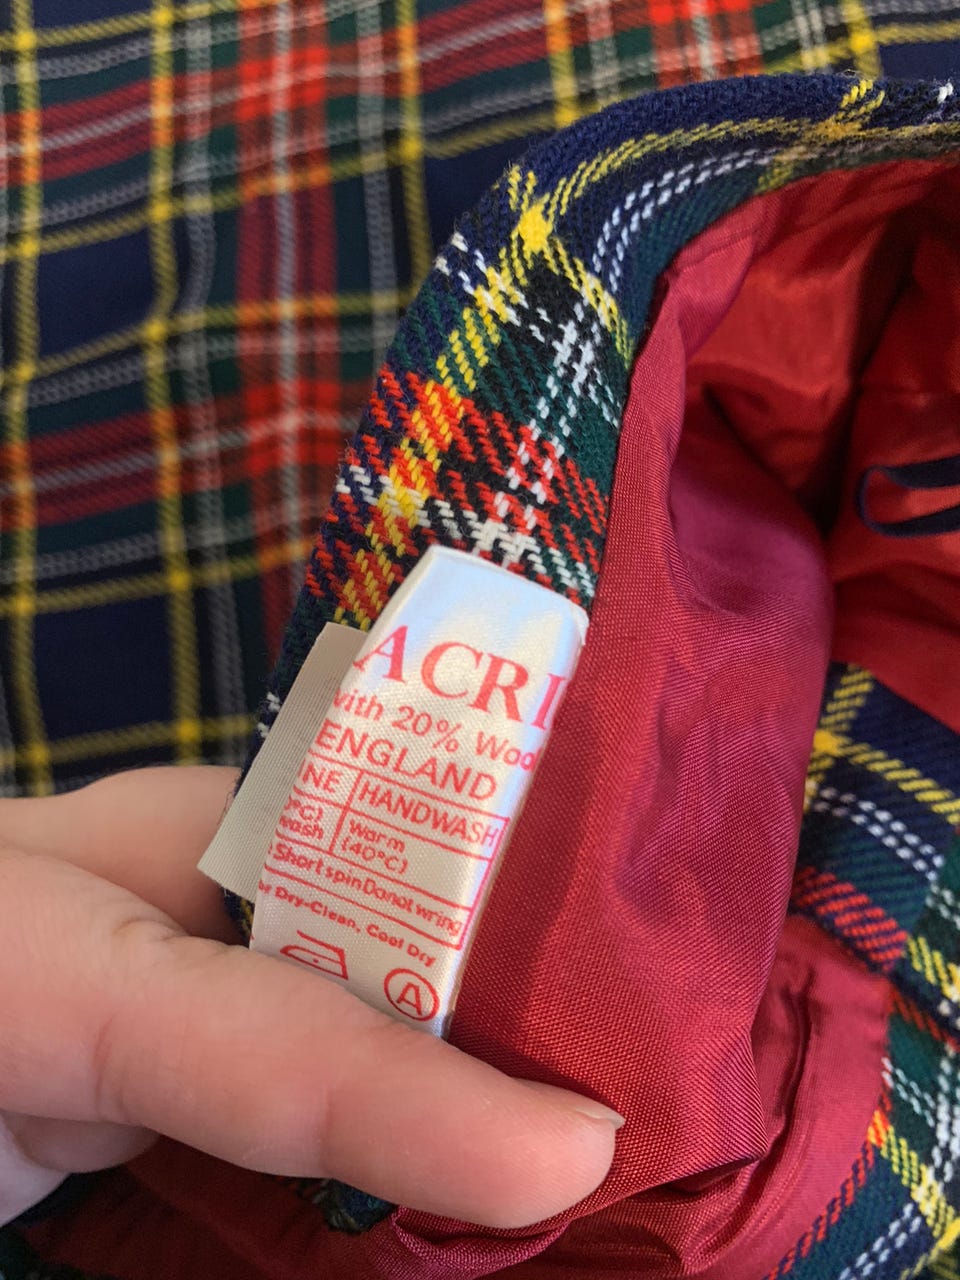 ACRI
with 20% Woo
ENGLAND
INE HANDWASH
°C) Warm
wash (40°C)
Short spin Do not wring
or Dry-Clean, Cool Dry
A